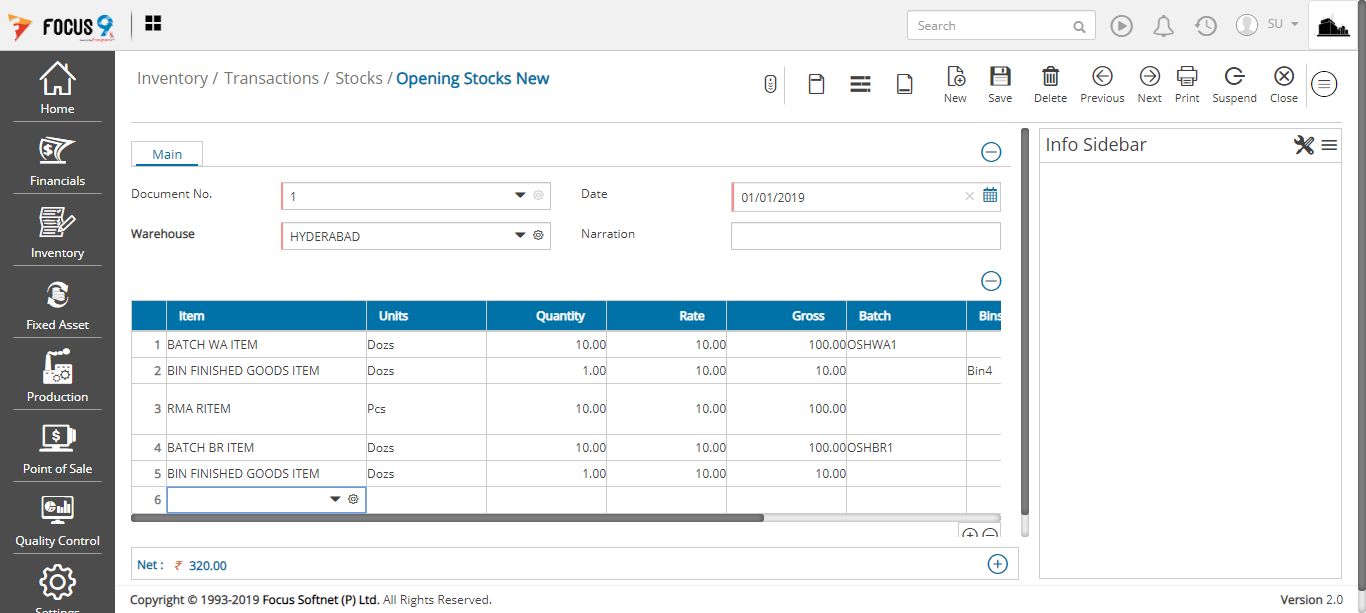 FOCUS 9
Search
SU
Home
Financials
Inventory
Fixed Asset
Production
Point of Sale
Quality Control
Settings
Inventory / Transactions / Stocks / Opening Stocks New
New Save Delete Previous Next Print Suspend Close
Main
Document No. 1 Date 01/01/2019
Warehouse HYDERABAD Narration
Item Units Quantity Rate Gross Batch Bins
1 BATCH WA ITEM Dozs 10.00 10.00 100.00 OSHWA1
2 BIN FINISHED GOODS ITEM Dozs 1.00 10.00 10.00 Bin4
3 RMA RITEM Pcs 10.00 10.00 100.00
4 BATCH BR ITEM Dozs 10.00 10.00 100.00 OSHBR1
5 BIN FINISHED GOODS ITEM Dozs 1.00 10.00 10.00
6
Net : ₹ 320.00
Info Sidebar
Copyright © 1993-2019 Focus Softnet (P) Ltd. All Rights Reserved.
Version 2.0